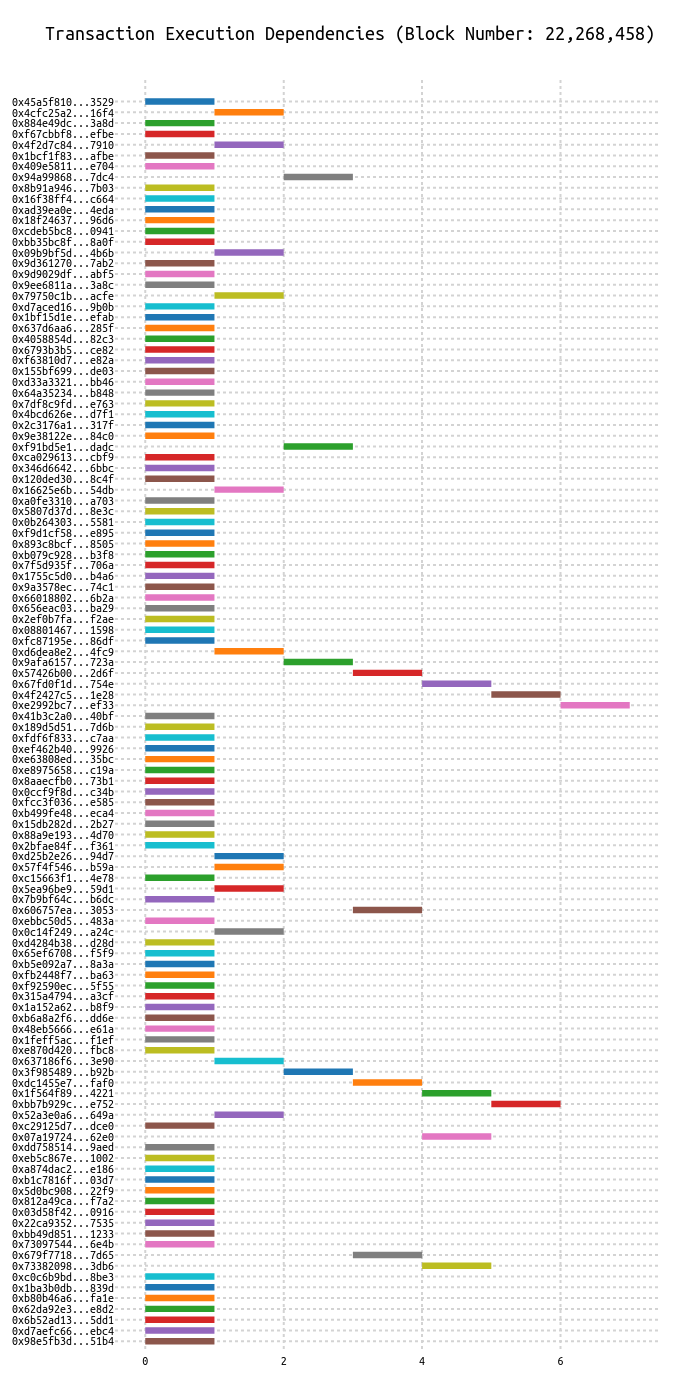 Transaction Execution Dependencies (Block Number: 22,268,458)
0x45a5f810...3529
0x4cfc25a2...16f4
0x884e49dc...3a8d
0xf67cbbf8...efbe
0x4f2d7c84...7910
0x1bcf1f83...afbe
0x409e5811...e704
0x94a99868...7dc4
0x8b91a946...7b03
0x16f38ff4...c664
0xad39ea0e...4eda
0x18f24637...96d6
0xcdeb5bc8...0941
0xbb35bc8f...8a0f
0x09b9bf5d...4b6b
0x9d361270...7ab2
0x9d9029df...abf5
0x9ee6811a...3a8c
0x79750c1b...acfe
0xd7aced16...9b0b
0x1bf15d1e...efab
0x637d6aa6...285f
0x4058854d...82c3
0x6793b3b5...ce82
0xf63810d7...e82a
0x155bf699...de03
0xd33a3321...bb46
0x64a35234...b848
0x7df8c9fd...e763
0x4bcd626e...d7f1
0x2c3176a1...317f
0x9e38122e...84c0
0xf91bd5e1...dadc
0xca029613...cbf9
0x346d6642...6bbc
0x120ded30...8c4f
0x16625e6b...54db
0xa0fe3310...a703
0x5807d37d...8e3c
0x0b264303...5581
0xf9d1cf58...e895
0x893c8bcf...8505
0xb079c928...b3f8
0x7f5d935f...706a
0x1755c5d0...b4a6
0x9a3578ec...74c1
0x66018802...6b2a
0x656eac03...ba29
0x2ef0b7fa...f2ae
0x08801467...1598
0xfc87195e...86df
0xd6dea8e2...4fc9
0x9afa6157...723a
0x57426b00...2d6f
0x67fd0f1d...754e
0x4f2427c5...1e28
0xe2992bc7...ef33
0x41b3c2a0...40bf
0x189d5d51...7d6b
0xfdf6f833...c7aa
0xef462b40...9926
0xe63808ed...35bc
0xe8975658...c19a
0x8aaecfb0...73b1
0x0ccf9f8d...c34b
0xfcc3f036...e585
0xb499fe48...eca4
0x15db282d...2b27
0x88a9e193...4d70
0x2bfae84f...f361
0xd25b2e26...94d7
0x57f4f546...b59a
0xc15663f1...4e78
0x5ea96be9...59d1
0x7b9bf64c...b6dc
0x606757ea...3053
0xebbc50d5...483a
0x0c14f249...a24c
0xd4284b38...d28d
0x65ef6708...f5f9
0xb5e092a7...8a3a
0xfb2448f7...ba63
0xf92590ec...5f55
0x315a4794...a3cf
0x1a152a62...b8f9
0xb6a8a2f6...dd6e
0x48eb5666...e61a
0x1feff5ac...f1ef
0xe870d420...fbc8
0x637186f6...3e90
0x3f985489...b92b
0xdc1455e7...faf0
0x1f564f89...4221
0xbb7b929c...e752
0x52a3e0a6...649a
0xc29125d7...dce0
0x07a19724...62e0
0xdd758514...9aed
0xeb5c867e...1002
0xa874dac2...e186
0xb1c7816f...03d7
0x5d0bc908...22f9
0x812a49ca...f7a2
0x03d58f42...0916
0x22ca9352...7535
0xbb49d851...1233
0x73097544...6e4b
0x679f7718...7d65
0x73382098...3db6
0xc0c6b9bd...8be3
0x1ba3b0db...839d
0xb80b46a6...fa1e
0x62da92e3...e8d2
0x6b52ad13...5dd1
0xd7aefc66...ebc4
0x98e5fb3d...51b4
0 2 4 6